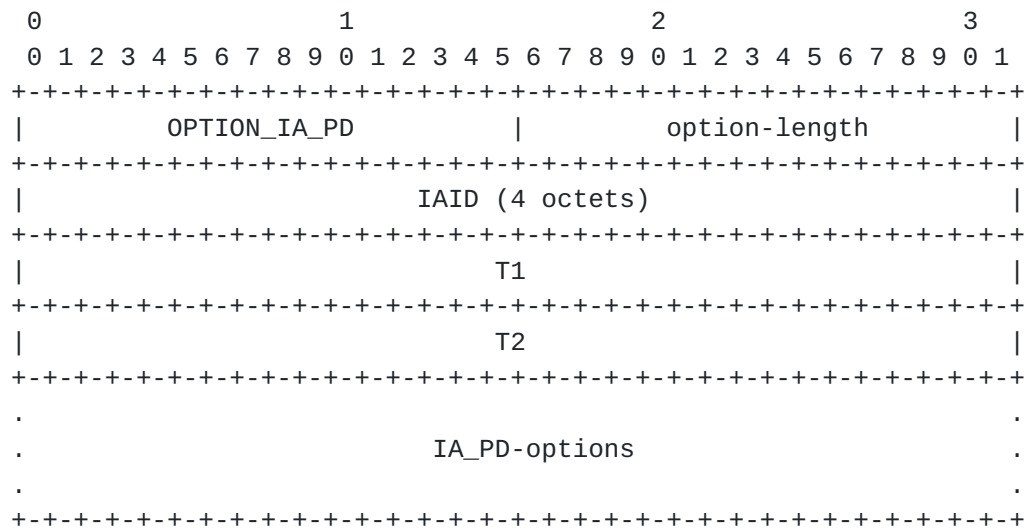 0                   1                   2                   3
 0 1 2 3 4 5 6 7 8 9 0 1 2 3 4 5 6 7 8 9 0 1 2 3 4 5 6 7 8 9 0 1
+-+-+-+-+-+-+-+-+-+-+-+-+-+-+-+-+-+-+-+-+-+-+-+-+-+-+-+-+-+-+-+-+
|         OPTION_IA_PD          |         option-length         |
+-+-+-+-+-+-+-+-+-+-+-+-+-+-+-+-+-+-+-+-+-+-+-+-+-+-+-+-+-+-+-+-+
|                         IAID (4 octets)                       |
+-+-+-+-+-+-+-+-+-+-+-+-+-+-+-+-+-+-+-+-+-+-+-+-+-+-+-+-+-+-+-+-+
|                              T1                               |
+-+-+-+-+-+-+-+-+-+-+-+-+-+-+-+-+-+-+-+-+-+-+-+-+-+-+-+-+-+-+-+-+
|                              T2                               |
+-+-+-+-+-+-+-+-+-+-+-+-+-+-+-+-+-+-+-+-+-+-+-+-+-+-+-+-+-+-+-+-+
.                                                               .
.                          IA_PD-options                        .
.                                                               .
+-+-+-+-+-+-+-+-+-+-+-+-+-+-+-+-+-+-+-+-+-+-+-+-+-+-+-+-+-+-+-+-+